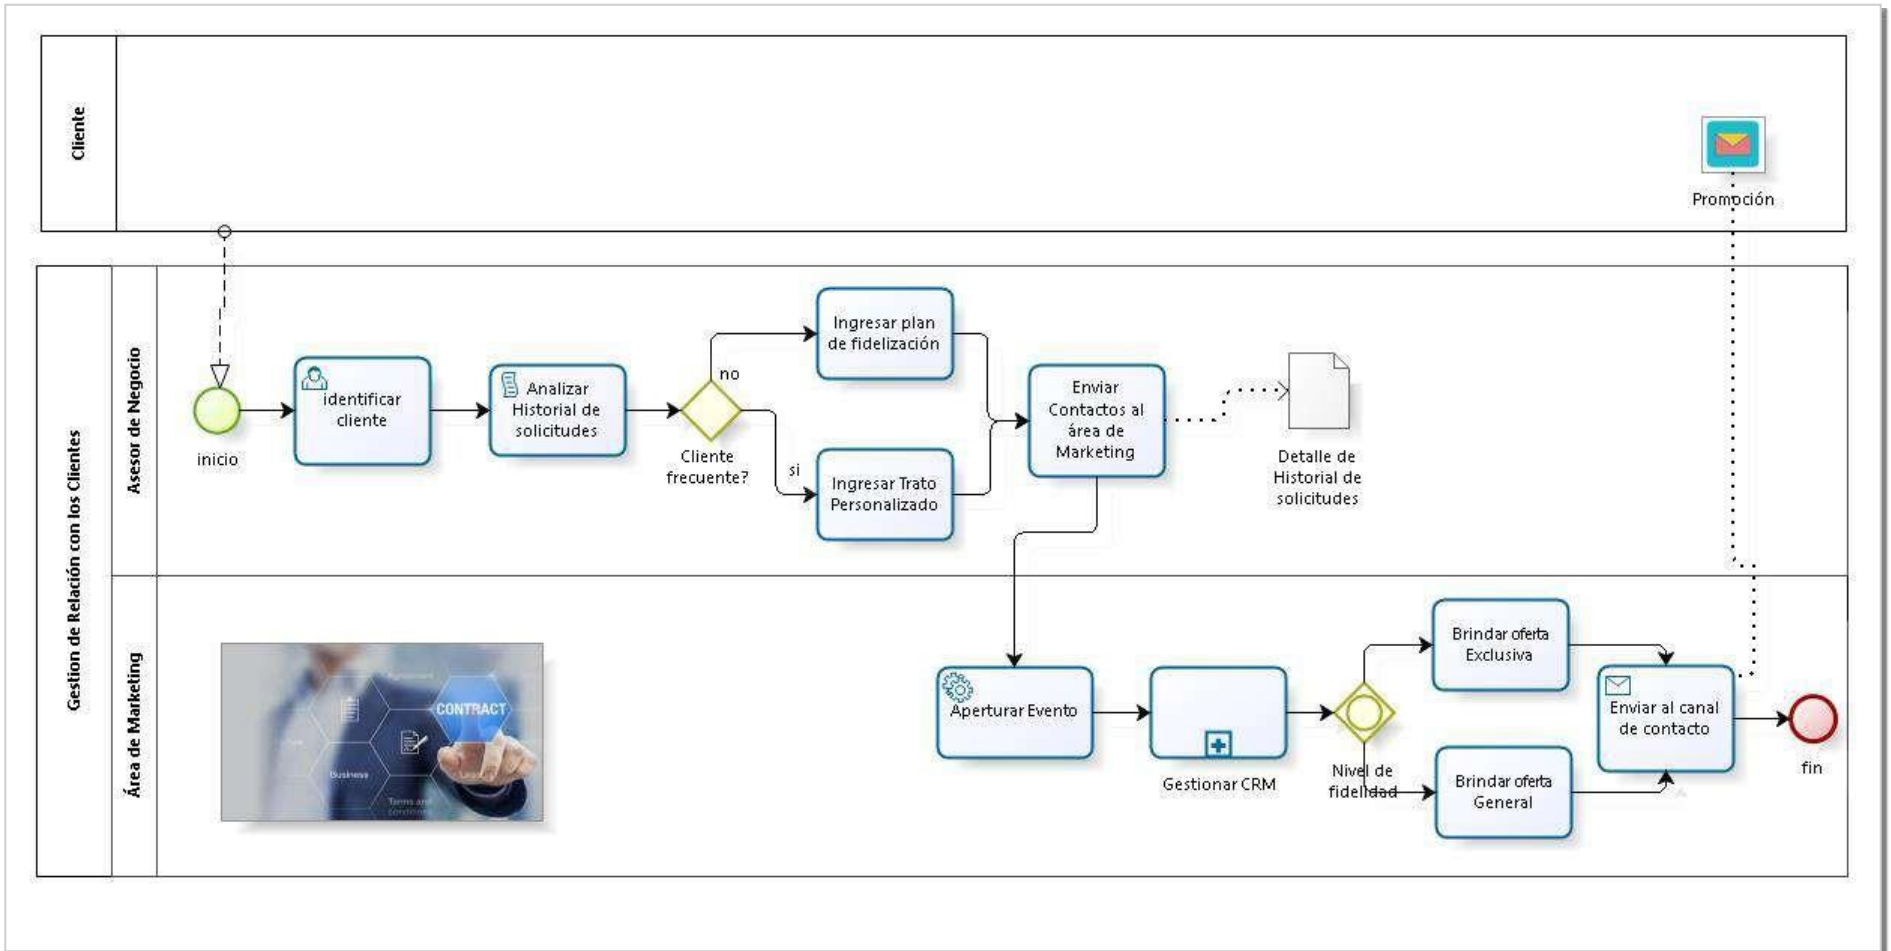 Cliente
Promoción
Gestion de Relación con los Clientes
Asesor de Negocio
inicio
identificar
cliente
Analizar
Historial de
solicitudes
Cliente
frecuente?
no
si
Ingresar plan
de fidelización
Ingresar Trato
Personalizado
Enviar
Contactos al
área de
Marketing
Detalle de
Historial de
solicitudes
Área de Marketing
CONTRACT
Business
Terms and
conditions
Aperturar Evento
Gestionar CRM
Nivel de
fidelidad
Brindar oferta
Exclusiva
Brindar oferta
General
Enviar al canal
de contacto
fin